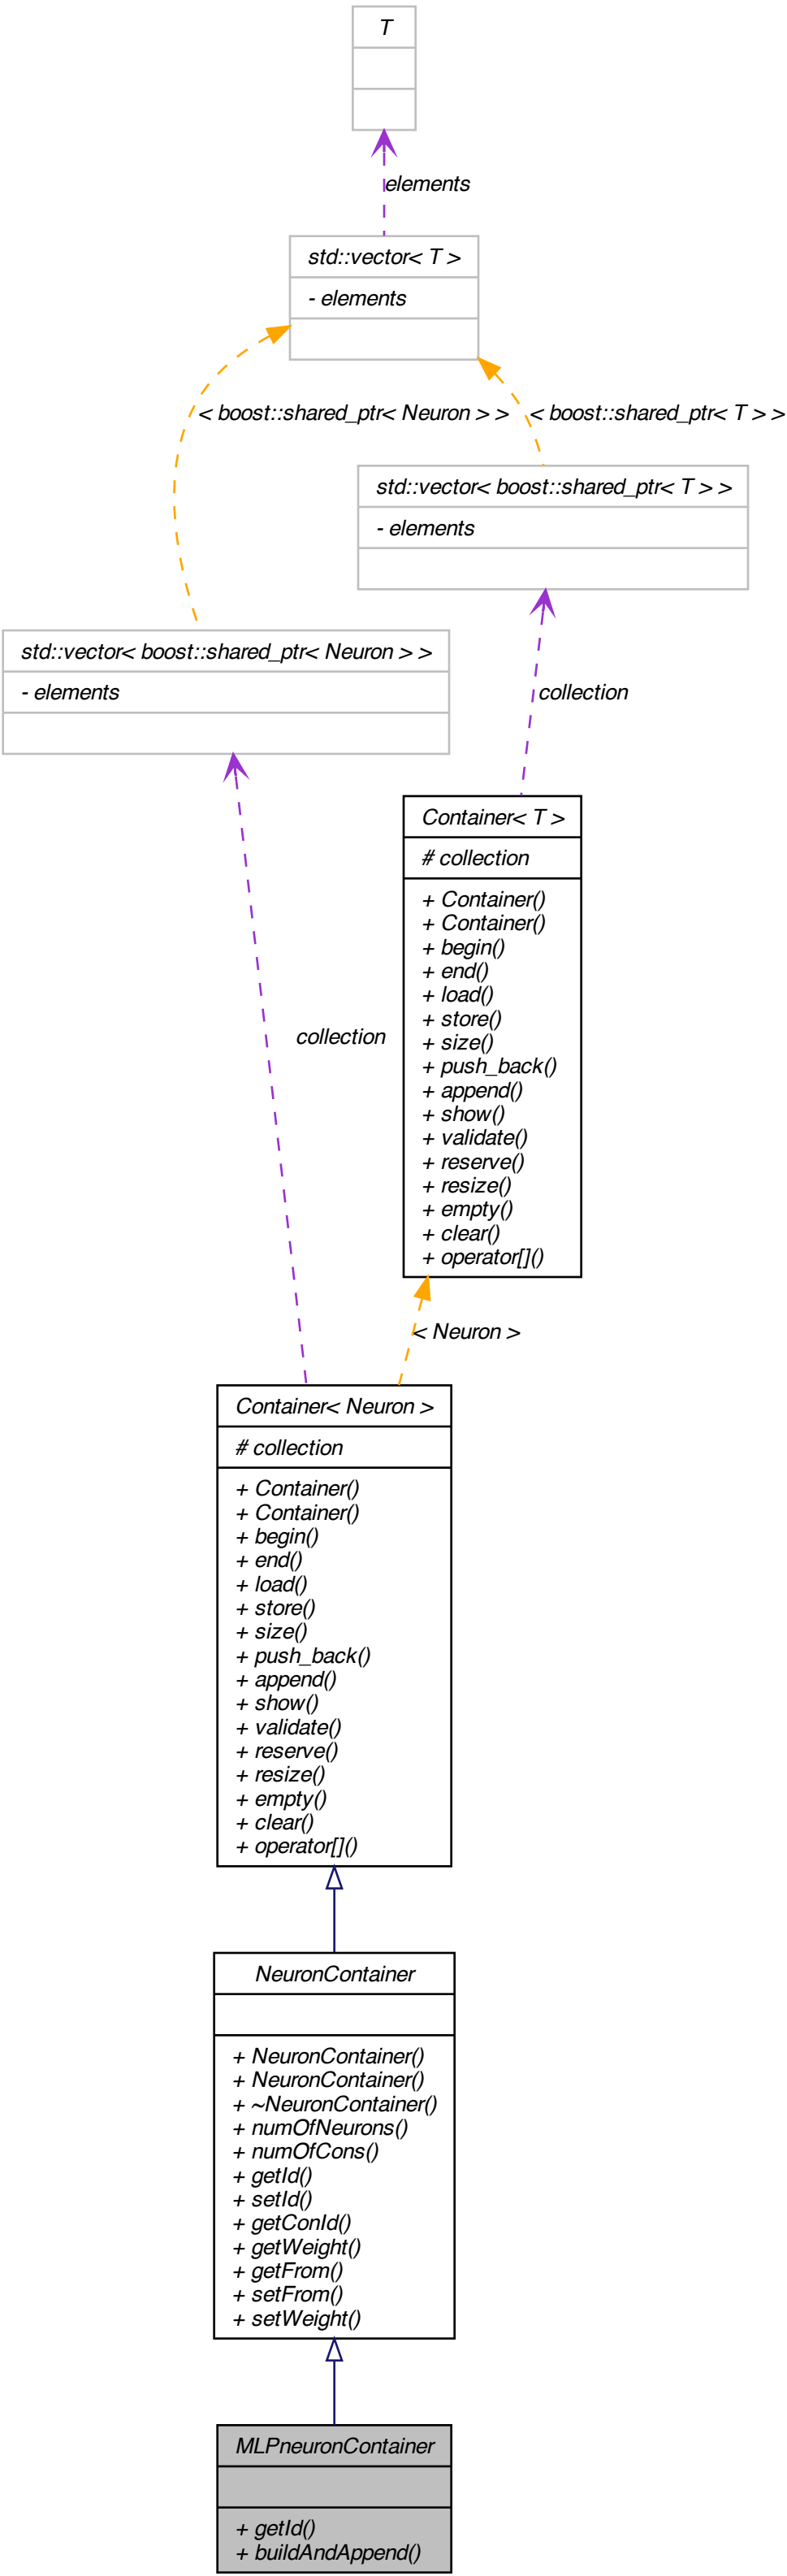 T
elements
std::vector< T >
- elements
< boost::shared_ptr< Neuron > >
< boost::shared_ptr< T > >
std::vector< boost::shared_ptr< T > >
- elements
std::vector< boost::shared_ptr< Neuron > >
- elements
collection
Container< T >
# collection
+ Container()
+ Container()
+ begin()
+ end()
+ load()
+ store()
+ size()
+ push_back()
+ append()
+ show()
+ validate()
+ reserve()
+ resize()
+ empty()
+ clear()
+ operator[]()
collection
< Neuron >
Container< Neuron >
# collection
+ Container()
+ Container()
+ begin()
+ end()
+ load()
+ store()
+ size()
+ push_back()
+ append()
+ show()
+ validate()
+ reserve()
+ resize()
+ empty()
+ clear()
+ operator[]()
NeuronContainer
+ NeuronContainer()
+ NeuronContainer()
+ ~NeuronContainer()
+ numOfNeurons()
+ numOfCons()
+ getId()
+ setId()
+ getConId()
+ getWeight()
+ getFrom()
+ setFrom()
+ setWeight()
MLPneuronContainer
+ getId()
+ buildAndAppend()